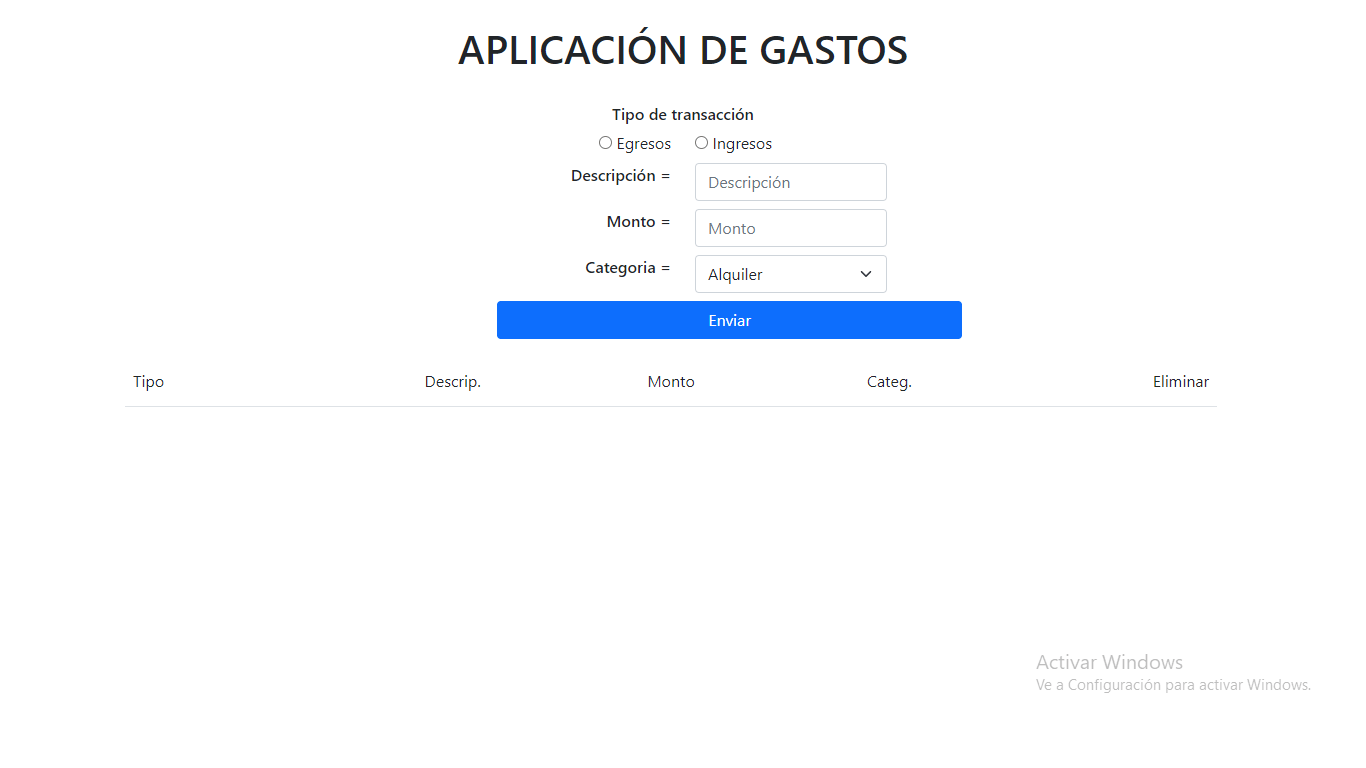 APLICACIÓN DE GASTOS
Tipo de transacción
Egresos Ingresos
Descripción = Descripción
Monto = Monto
Categoria = Alquiler
Enviar
Tipo Descrip. Monto Categ. Eliminar
Activar Windows
Ve a Configuración para activar Windows.